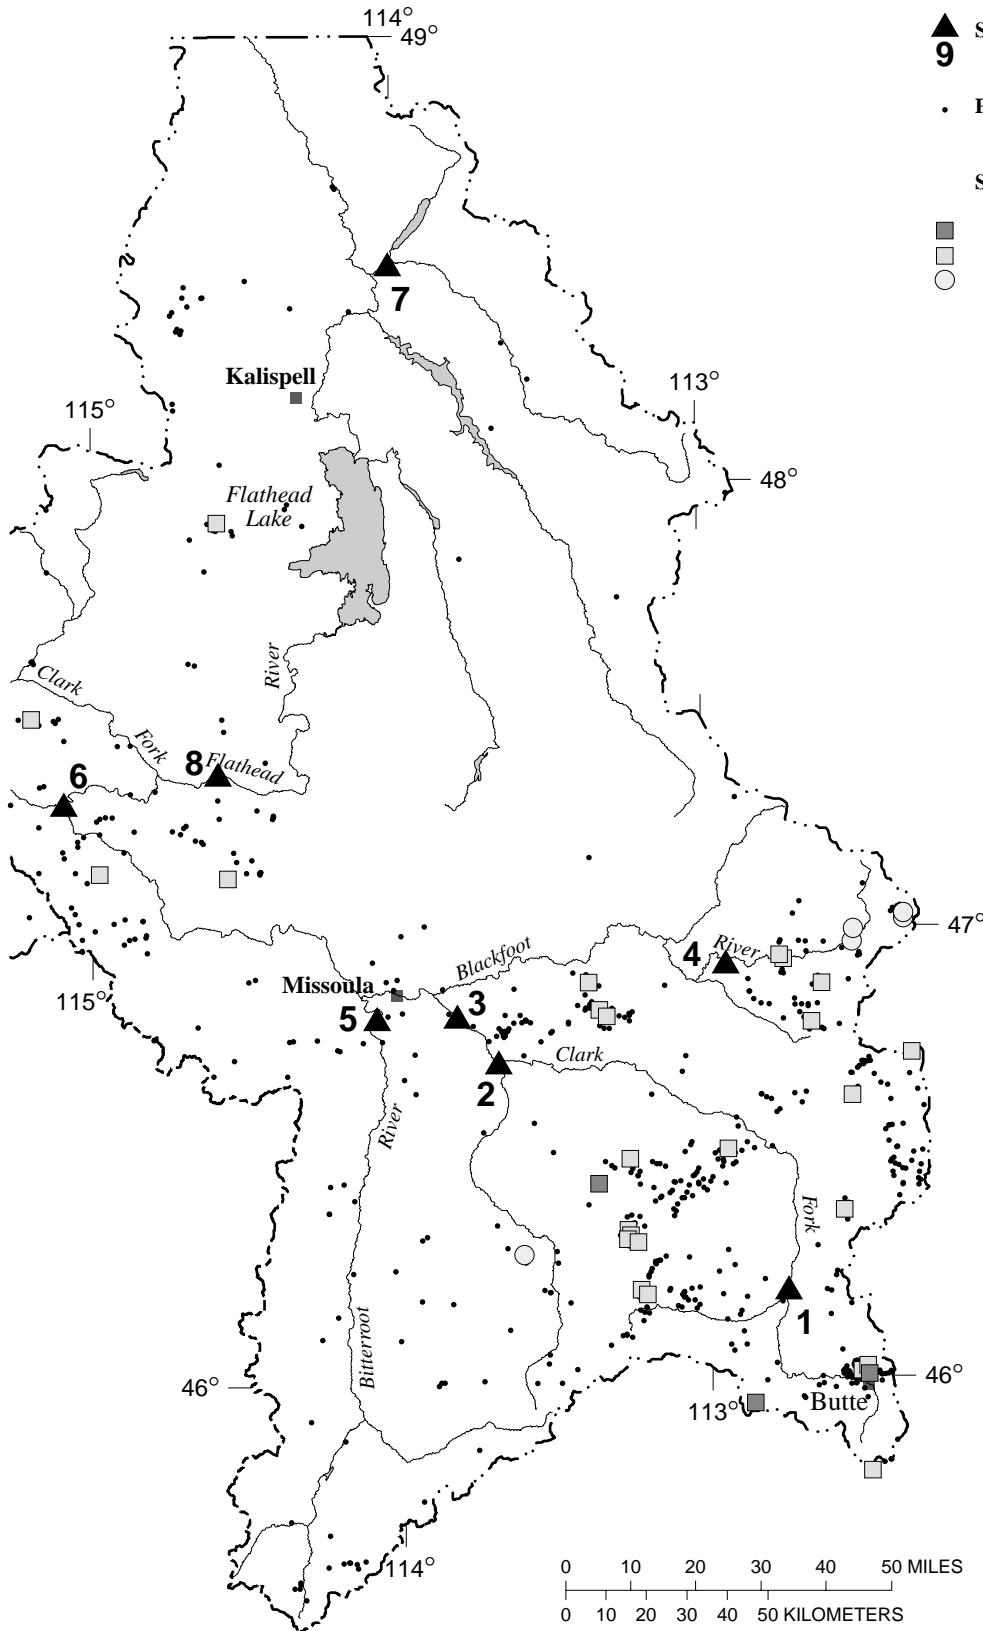 114°
49°
S
9
7
Kalispell
113°
115°
48°
Flathead
Lake
River
Clark
Fork
8
Flathead
6
47°
4
River
Blackfoot
Missoula
115°
3
5
Clark
2
River
Fork
1
Bitterroot
46°
46°
113°
Butte
114°
0 10 20 30 40 50 MILES
0 10 20 30 40 50 KILOMETERS